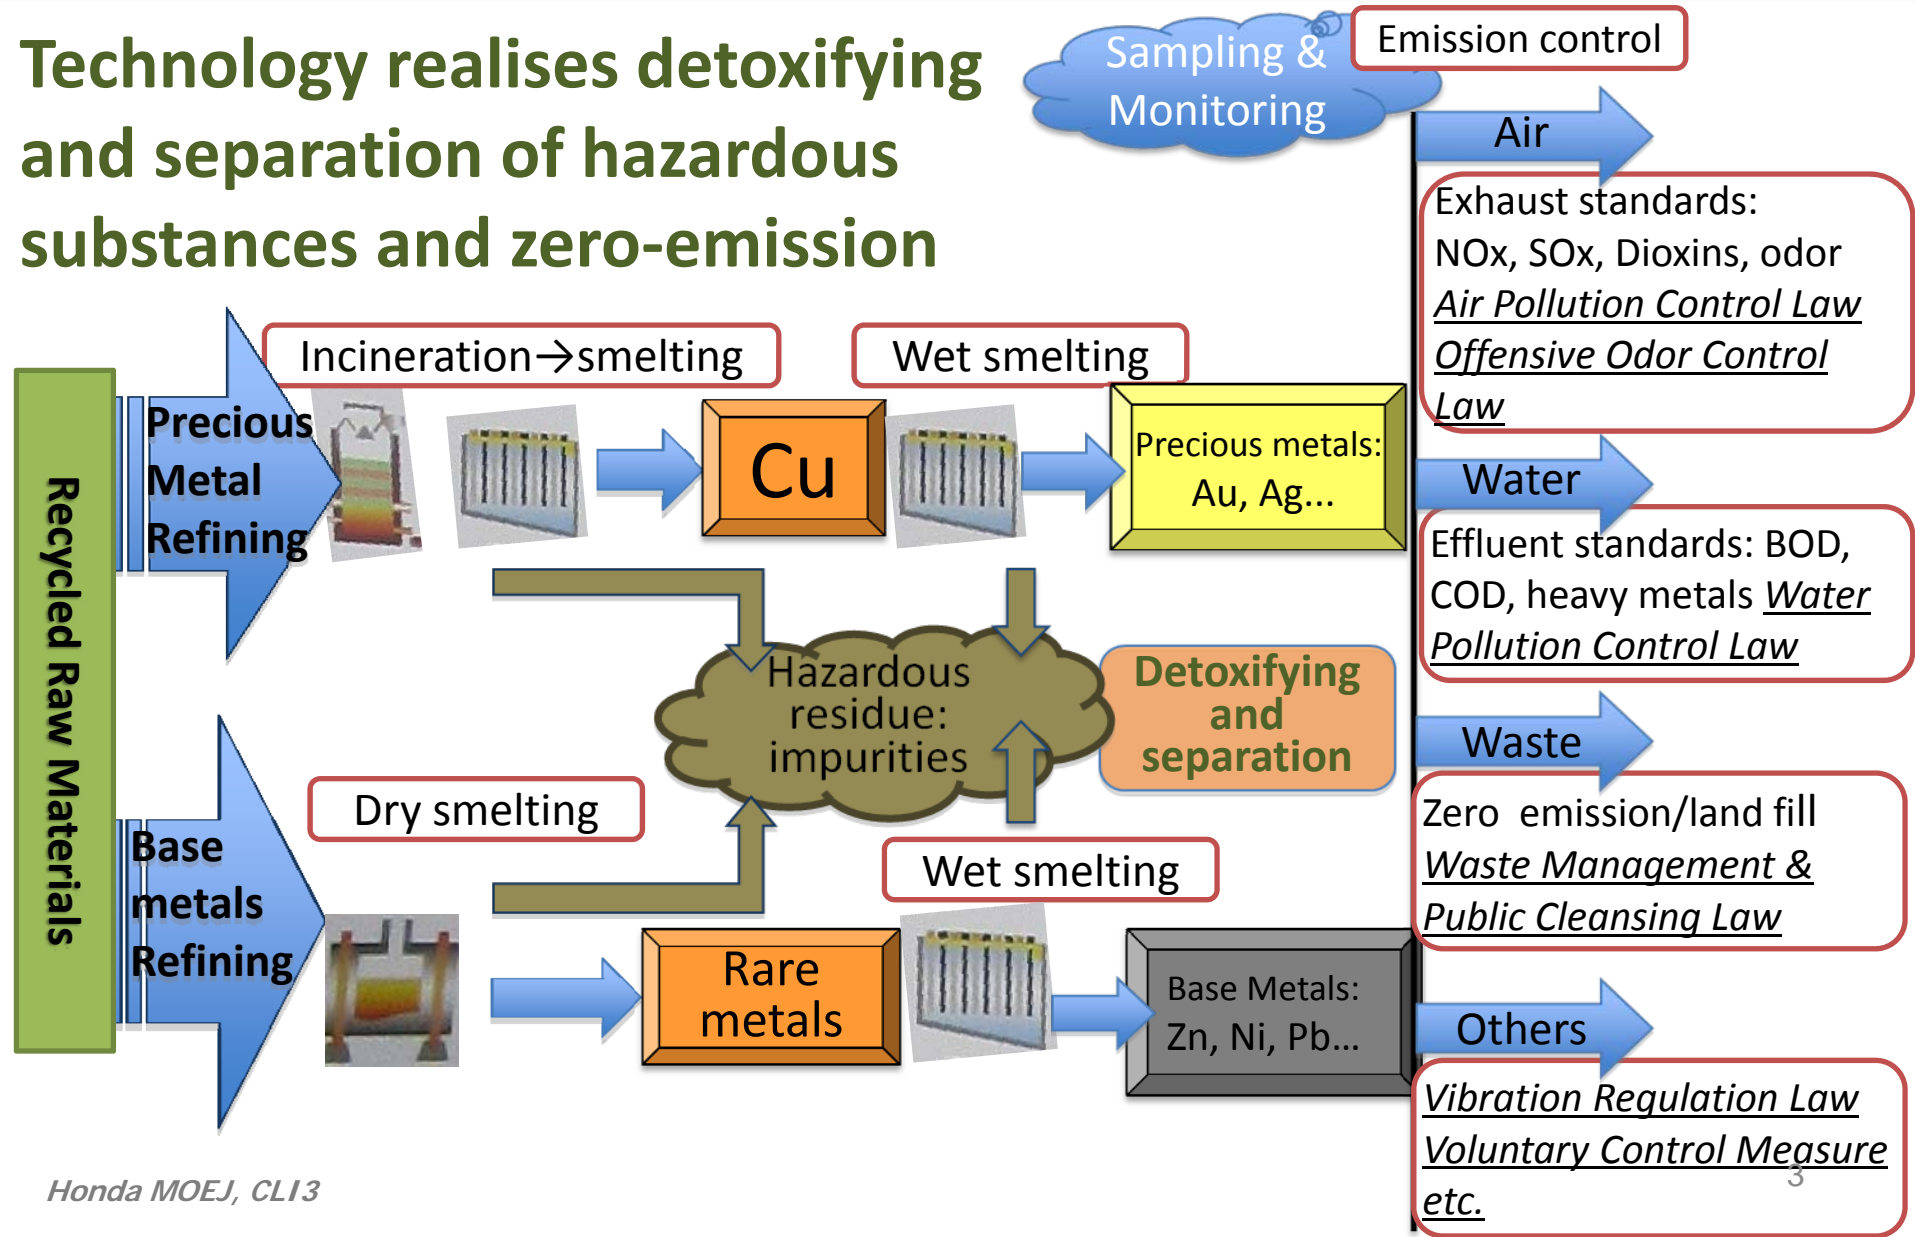 Technology realises detoxifying
and separation of hazardous
substances and zero-emission
Sampling &
Monitoring
Emission control
Air
Exhaust standards:
NOx, SOx, Dioxins, odor
Air Pollution Control Law
Offensive Odor Control
Law
Water
Effluent standards: BOD,
COD, heavy metals Water
Pollution Control Law
Waste
Zero emission/land fill
Waste Management &
Public Cleansing Law
Others
Vibration Regulation Law
Voluntary Control Measure
etc.
Recycled Raw Materials
Precious
Metal
Refining
Incineration→smelting
Cu
Wet smelting
Precious metals:
Au, Ag...
Hazardous
residue:
impurities
Detoxifying
and
separation
Base
metals
Refining
Dry smelting
Rare
metals
Wet smelting
Base Metals:
Zn, Ni, Pb...
Honda MOEJ, CLI3
3